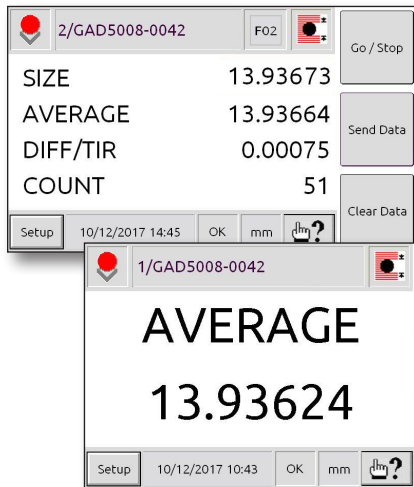 2/GAD5008-0042 F02
Go / Stop
SIZE 13.93673
AVERAGE 13.93664
Send Data
DIFF/TIR 0.00075
COUNT 51
Clear Data
Setup 10/12/2017 14:45 OK mm ?
1/GAD5008-0042
AVERAGE
13.93624
Setup 10/12/2017 10:43 OK mm ?